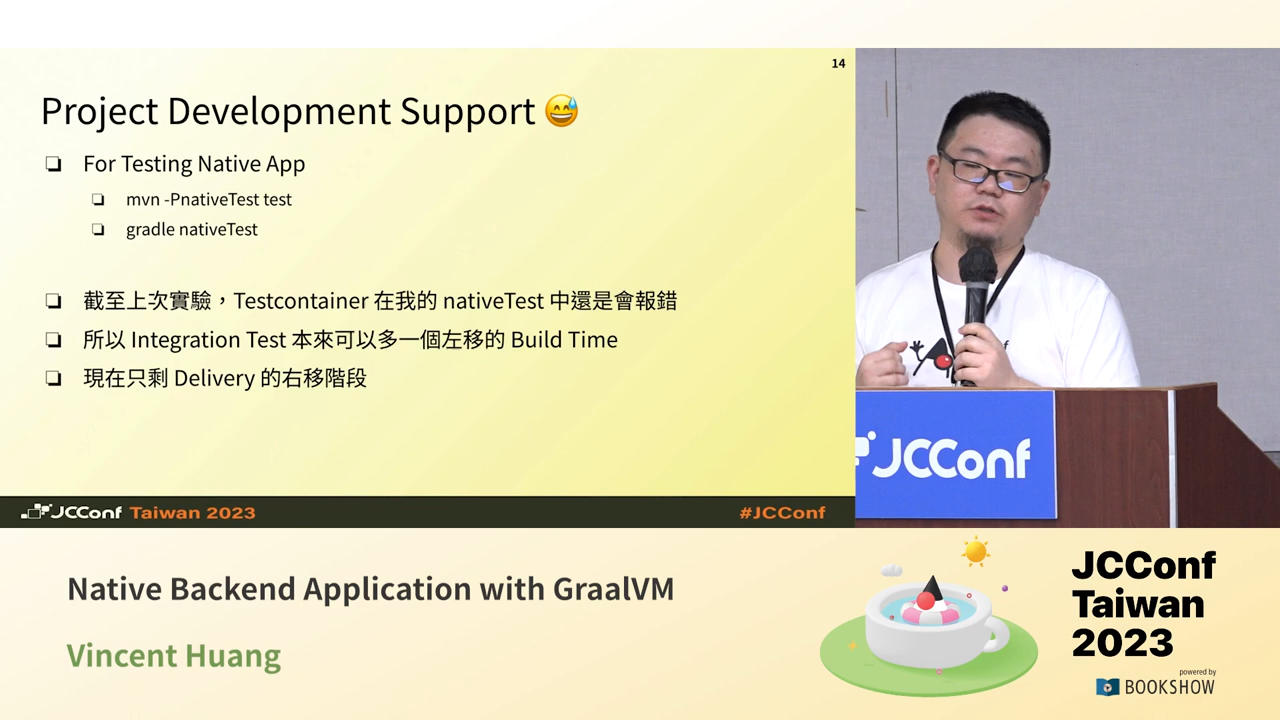 14
Project Development Support 😅
❏ For Testing Native App
❏ mvn -PnativeTest test
❏ gradle nativeTest
❏ 截至上次實驗，Testcontainer 在我的 nativeTest 中還是會報錯
❏ 所以 Integration Test 本來可以多一個左移的 Build Time
❏ 現在只剩 Delivery 的右移階段
JCConf Taiwan 2023
#JCConf
JCConf
Native Backend Application with GraalVM
Vincent Huang
JCConf
Taiwan
2023
powered by
BOOKSHOW